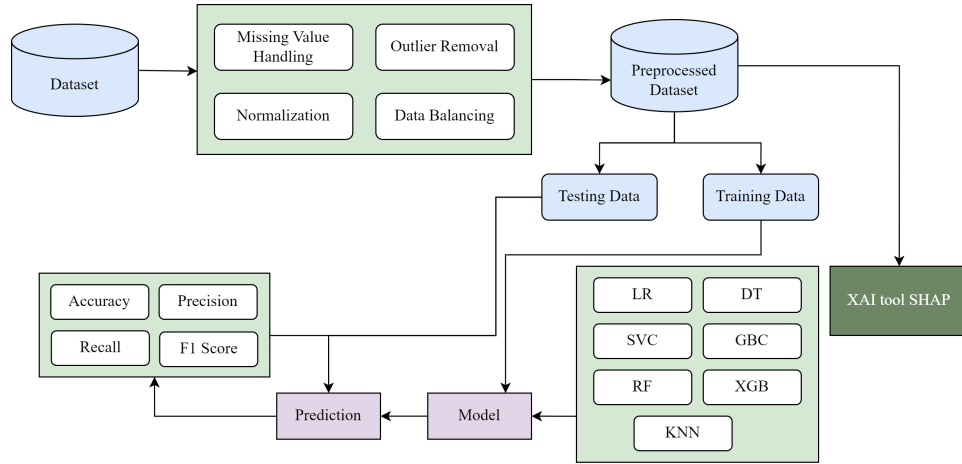 Dataset
Missing Value
Handling
Outlier Removal
Normalization
Data Balancing
Preprocessed
Dataset
Testing Data
Training Data
Accuracy
Precision
Recall
F1 Score
Prediction
Model
LR
DT
SVC
GBC
RF
XGB
KNN
XAI tool SHAP